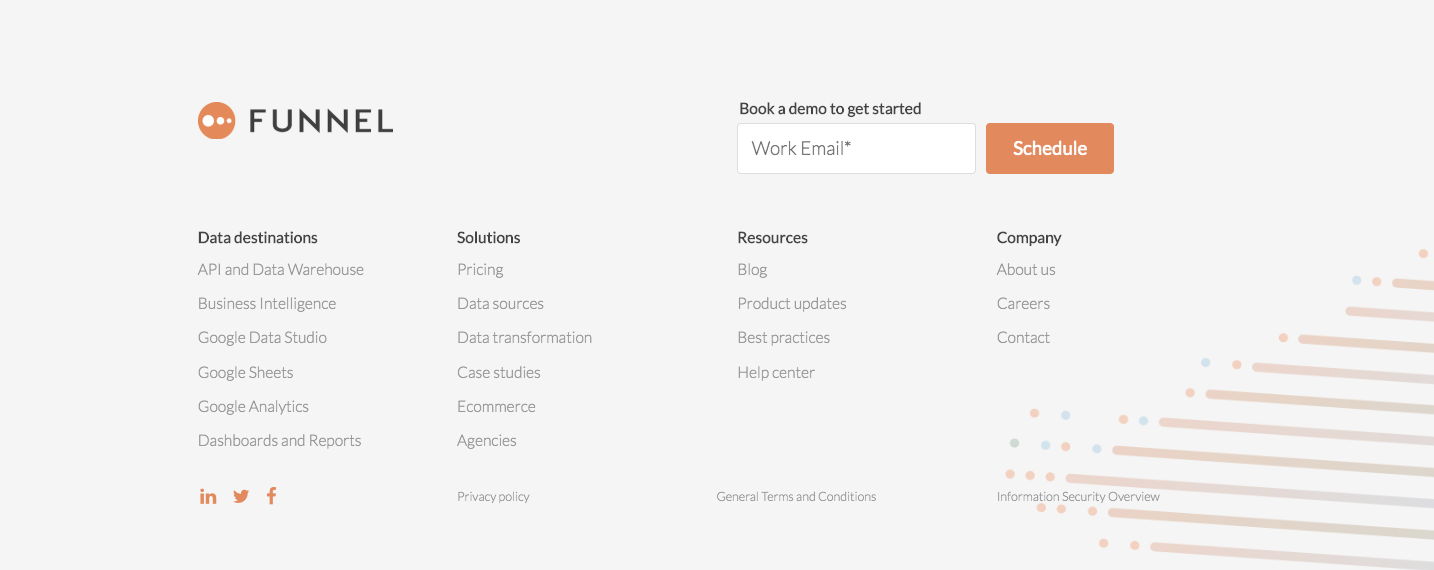 FUNNEL
Book a demo to get started
Work Email*
Schedule
Data destinations
API and Data Warehouse
Business Intelligence
Google Data Studio
Google Sheets
Google Analytics
Dashboards and Reports
Solutions
Pricing
Data sources
Data transformation
Case studies
Ecommerce
Agencies
Resources
Blog
Product updates
Best practices
Help center
Company
About us
Careers
Contact
Privacy policy
General Terms and Conditions
Information Security Overview